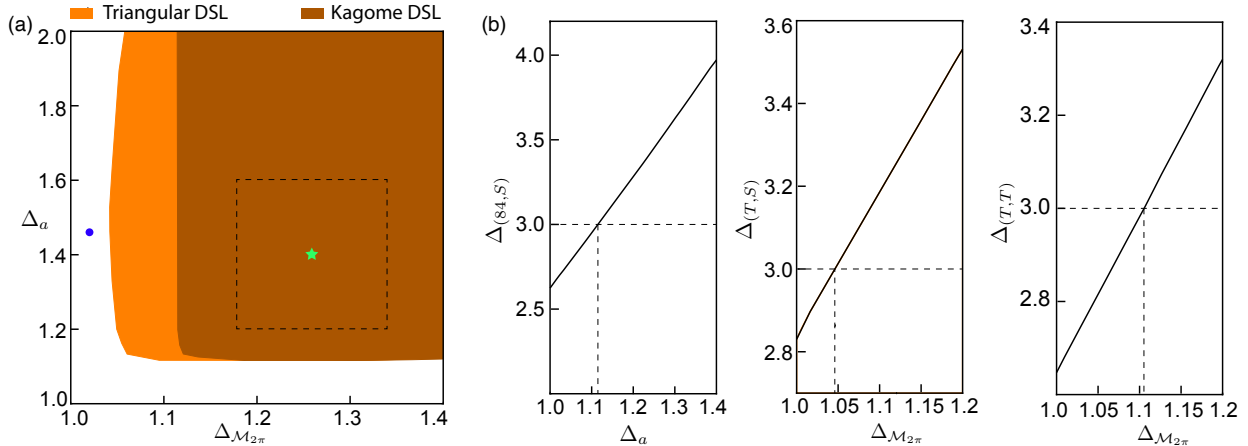 Triangular DSL Kagome DSL
(a)
2.0
1.8
1.6
Δ_a
1.4
1.2
1.0
1.0 1.1 1.2 1.3 1.4
Δ_{\mathcal{M}_{2π}}
(b)
4.0
3.5
Δ_{(84,S)}
3.0
2.5
1.0 1.1 1.2 1.3 1.4
Δ_a
3.6
3.4
3.2
Δ_{(T,S)}
3.0
2.8
1.0 1.05 1.1 1.15 1.2
Δ_{\mathcal{M}_{2π}}
3.4
3.2
Δ_{(T,T)}
3.0
2.8
1.0 1.05 1.1 1.15 1.2
Δ_{\mathcal{M}_{2π}}